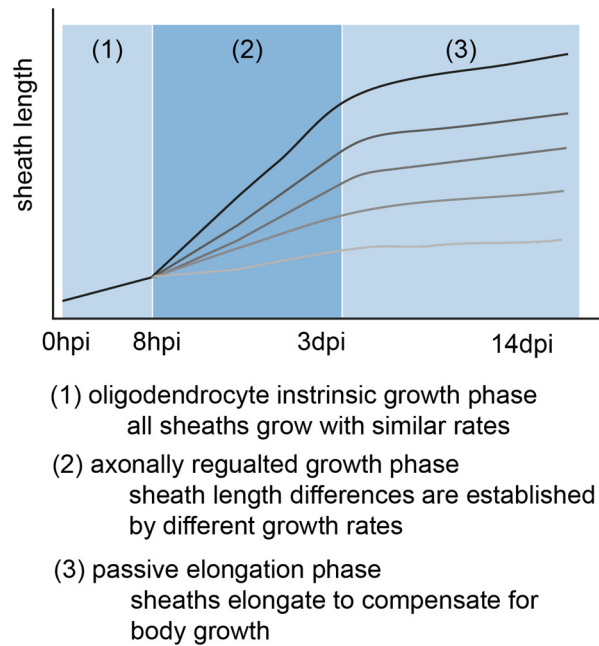 (1) (2) (3)
sheath length
0hpi 8hpi 3dpi 14dpi
(1) oligodendrocyte instrinsic growth phase
all sheaths grow with similar rates
(2) axonally regualted growth phase
sheath length differences are established
by different growth rates
(3) passive elongation phase
sheaths elongate to compensate for
body growth